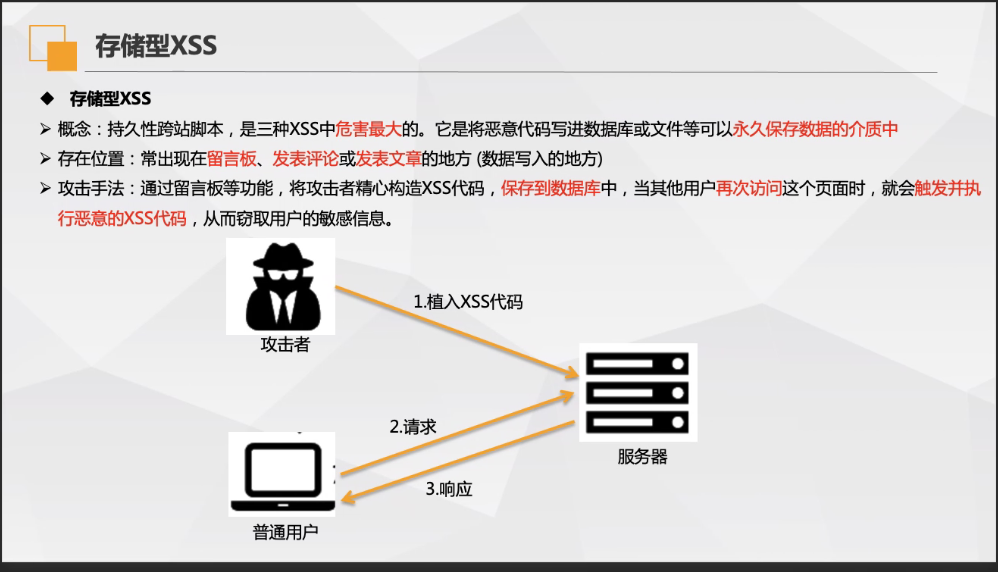 存储型XSS
◆ 存储型XSS
➢ 概念：持久性跨站脚本，是三种XSS中危害最大的。它是将恶意代码写进数据库或文件等可以永久保存数据的介质中
➢ 存在位置：常出现在留言板、发表评论或发表文章的地方 (数据写入的地方)
➢ 攻击手法：通过留言板等功能，将攻击者精心构造XSS代码，保存到数据库中，当其他用户再次访问这个页面时，就会触发并执
行恶意的XSS代码，从而窃取用户的敏感信息。
1.植入XSS代码
攻击者
2.请求
服务器
3.响应
普通用户